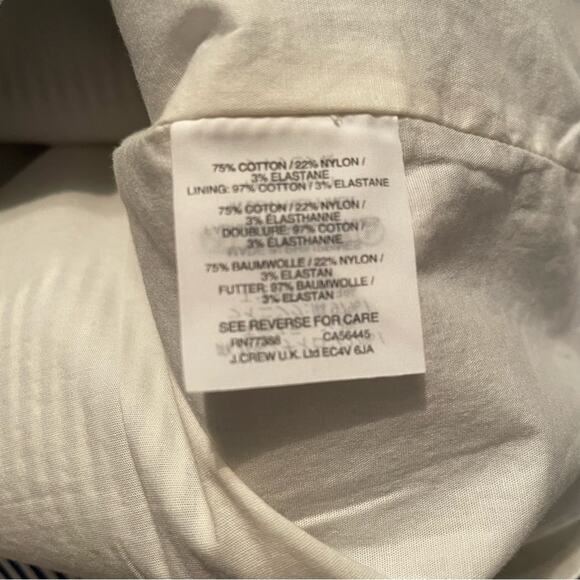 75% COTTON / 22% NYLON /
3% ELASTANE
LINING: 97% COTTON / 3% ELASTANE
75% COTON / 22% NYLON /
3% ELASTHANNE
DOUBLURE: 97% COTON /
3% ELASTHANNE
75% BAUMWOLLE / 22% NYLON /
3% ELASTAN
FUTTER: 97% BAUMWOLLE /
3% ELASTAN
SEE REVERSE FOR CARE
RN77388 CA56445
J.CREW U.K. Ltd EC4V 6JA